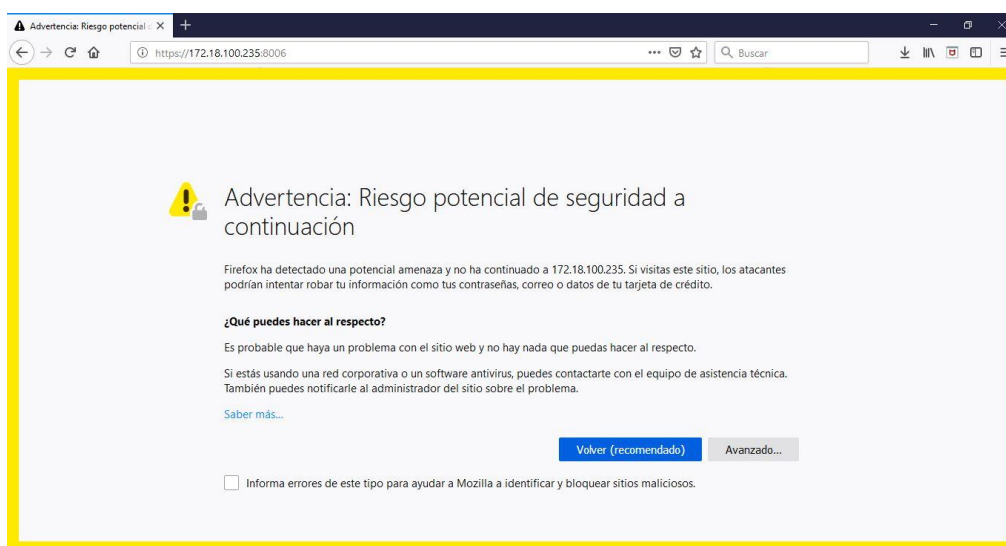 Advertencia: Riesgo potencial d
https://172.18.100.235:8006
Buscar
Advertencia: Riesgo potencial de seguridad a
continuación
Firefox ha detectado una potencial amenaza y no ha continuado a 172.18.100.235. Si visitas este sitio, los atacantes
podrían intentar robar tu información como tus contraseñas, correo o datos de tu tarjeta de crédito.
¿Qué puedes hacer al respecto?
Es probable que haya un problema con el sitio web y no hay nada que puedas hacer al respecto.
Si estás usando una red corporativa o un software antivirus, puedes contactarte con el equipo de asistencia técnica.
También puedes notificarle al administrador del sitio sobre el problema.
Saber más...
Volver (recomendado) Avanzado...
Informa errores de este tipo para ayudar a Mozilla a identificar y bloquear sitios maliciosos.